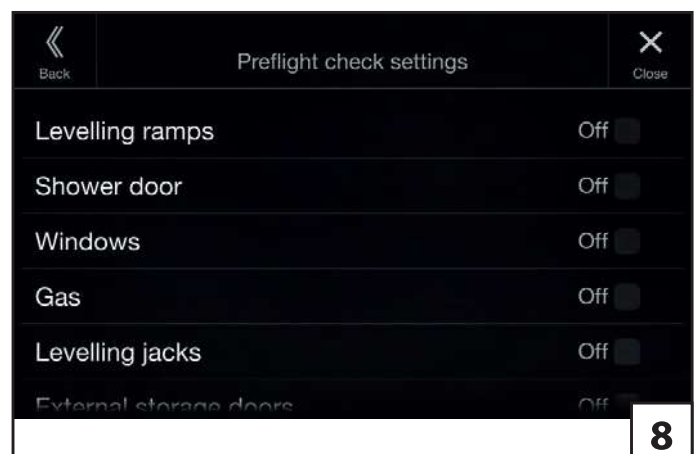 Back
Preflight check settings
Close
Levelling ramps Off
Shower door Off
Windows Off
Gas Off
Levelling jacks Off
External storage doors Off
8